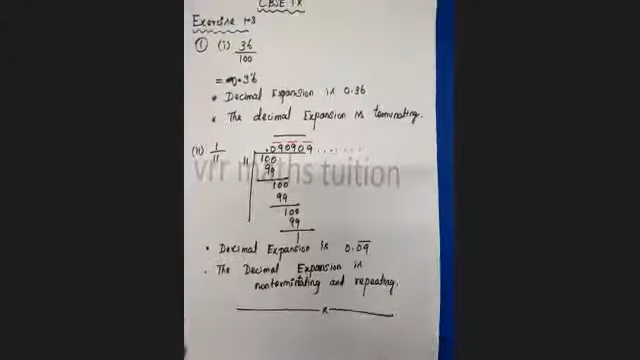 CBSE IX
Exercise 1.3
① (i) 36/100
= 0.36
* Decimal Expansion is 0.36
* The decimal Expansion is terminating.
(ii) 1/11
.090909......
11 100
99
100
99
100
99
1
vrr maths tuition
• Decimal Expansion is 0.09̅
• The Decimal Expansion is
nonterminating and repeating.
x